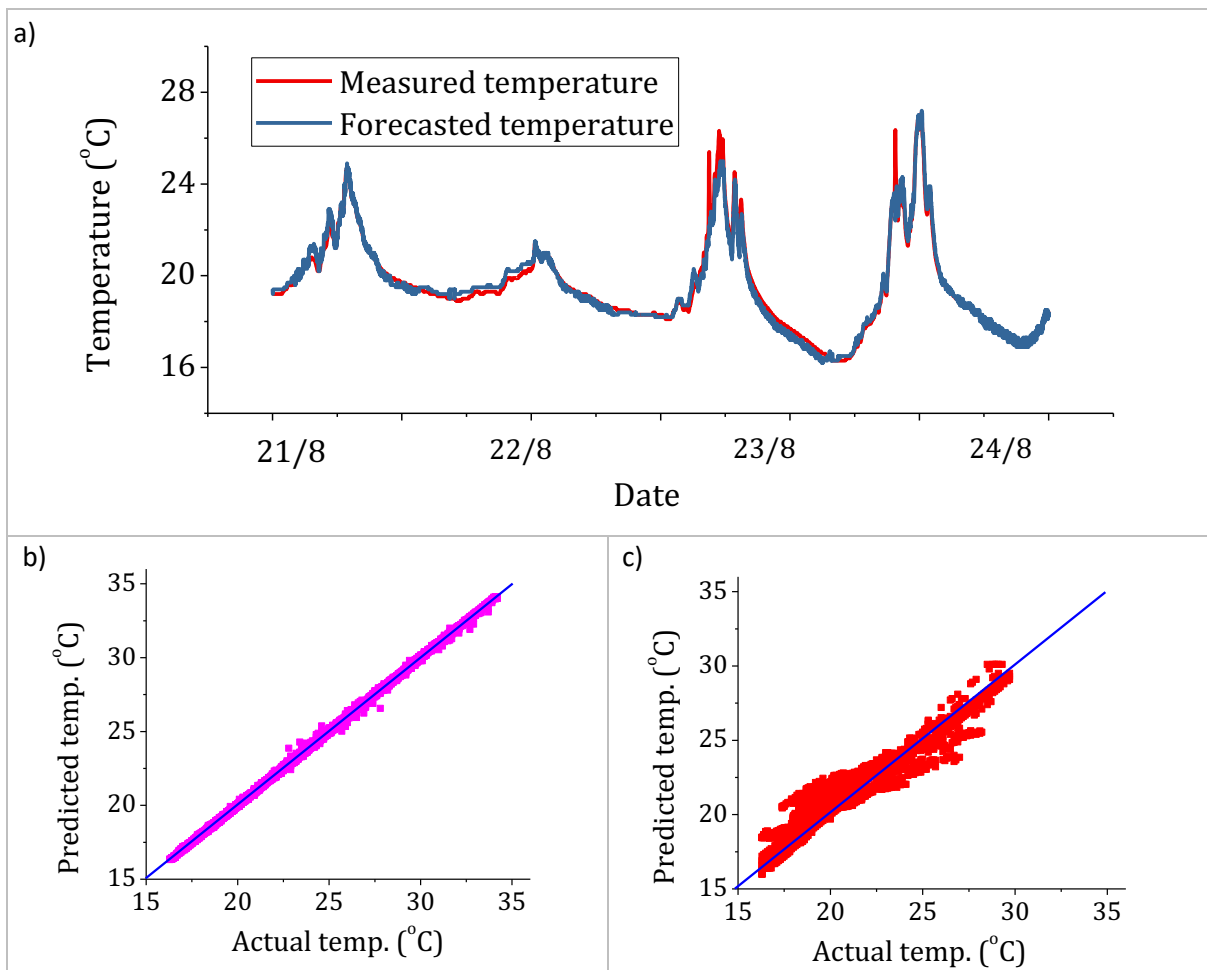 a)
Measured temperature
Forecasted temperature
Temperature (°C)
28
24
20
16
21/8 22/8 23/8 24/8
Date
b)
Predicted temp. (°C)
35
30
25
20
15
15 20 25 30 35
Actual temp. (°C)
c)
Predicted temp. (°C)
35
30
25
20
15
15 20 25 30 35
Actual temp. (°C)